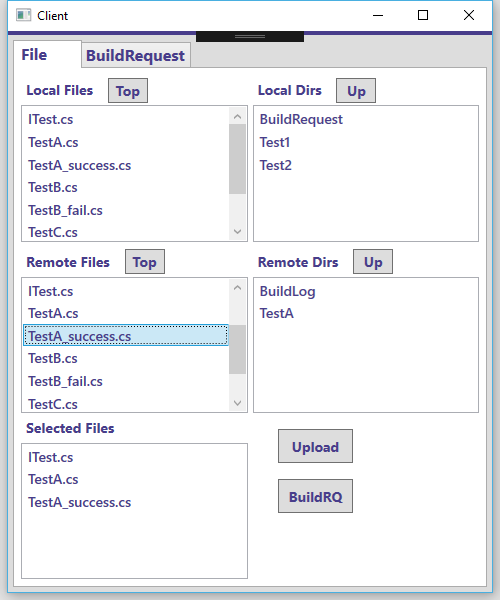 Client
File BuildRequest
Local Files Top Local Dirs Up
ITest.cs
TestA.cs
TestA_success.cs
TestB.cs
TestB_fail.cs
TestC.cs
BuildRequest
Test1
Test2
Remote Files Top Remote Dirs Up
ITest.cs
TestA.cs
TestA_success.cs
TestB.cs
TestB_fail.cs
TestC.cs
BuildLog
TestA
Selected Files
ITest.cs
TestA.cs
TestA_success.cs
Upload
BuildRQ